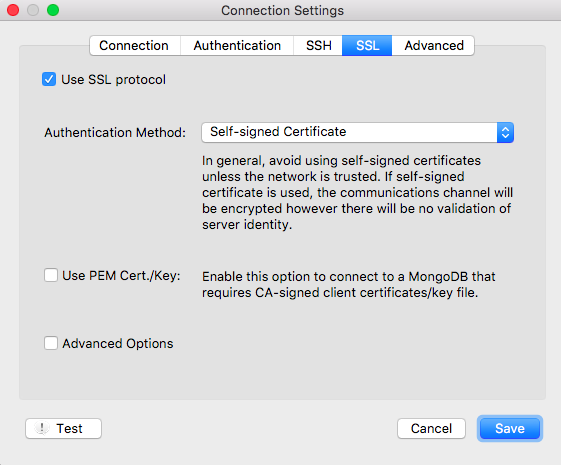 Connection Settings
Connection Authentication SSH SSL Advanced
Use SSL protocol
Authentication Method: Self-signed Certificate
In general, avoid using self-signed certificates
unless the network is trusted. If self-signed
certificate is used, the communications channel will
be encrypted however there will be no validation of
server identity.
Use PEM Cert./Key: Enable this option to connect to a MongoDB that
requires CA-signed client certificates/key file.
Advanced Options
! Test Cancel Save